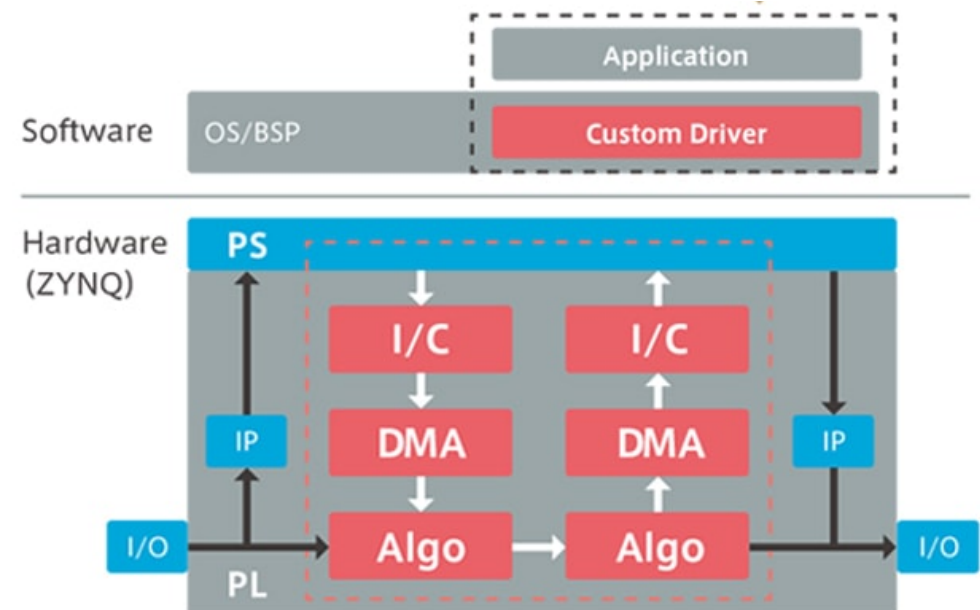 Application
Software
OS/BSP
Custom Driver
Hardware
(ZYNQ)
PS
I/C
I/C
DMA
DMA
IP
IP
I/O
Algo
Algo
I/O
PL